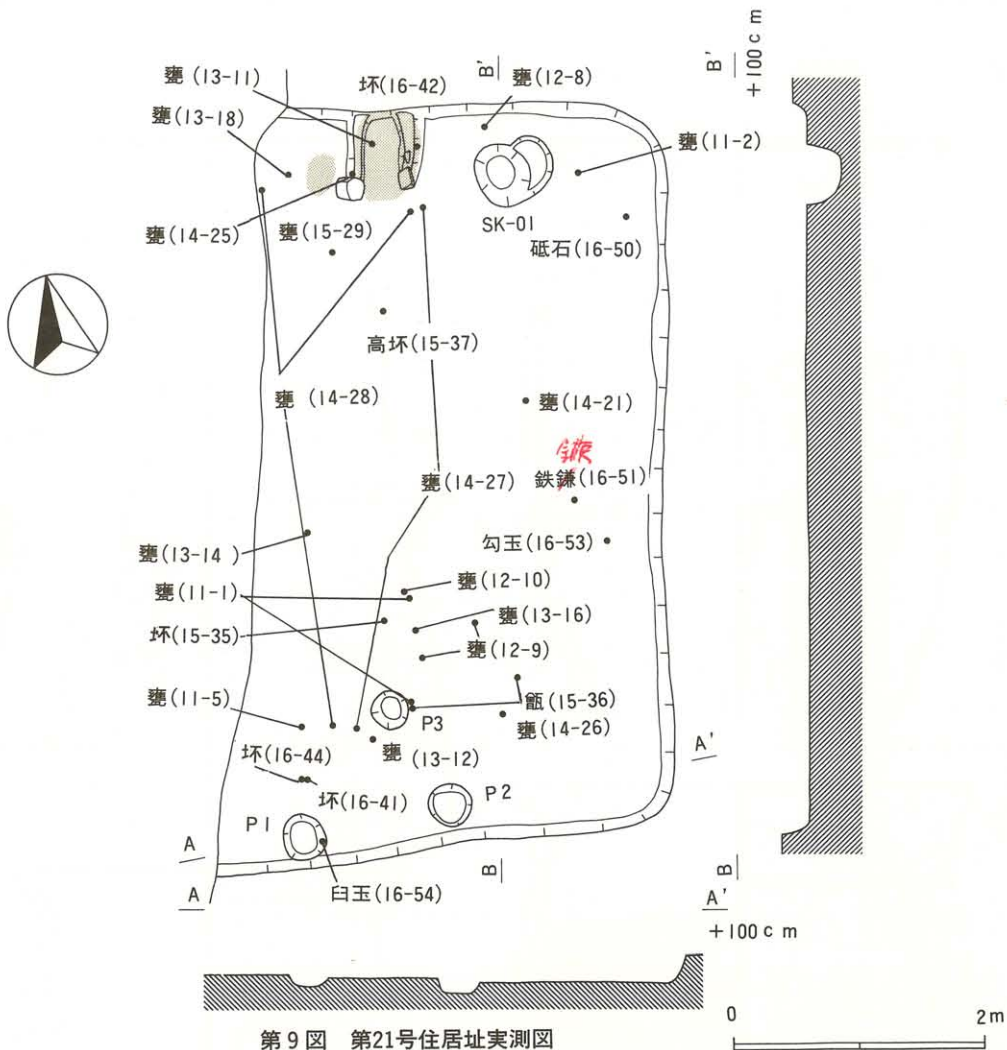 甕 (13-11)
坏(16-42)
B'
甕(12-8)
B'
+100cm
甕(13-18)
甕(11-2)
甕(14-25)
甕(15-29)
SK-01
砥石(16-50)
高坏(15-37)
甕 (14-28)
甕(14-21)
鏃
甕(14-27)
鉄鎌(16-51)
甕(13-14 )
勾玉(16-53)
甕(11-1)
甕(12-10)
甕(13-16)
坏(15-35)
甕(12-9)
甕(11-5)
甑(15-36)
P3
甕(14-26)
甕 (13-12)
坏(16-44)
坏(16-41)
A'
P2
P1
A
B
B
A
臼玉(16-54)
A'
+100cm
0
2m
第9図 第21号住居址実測図